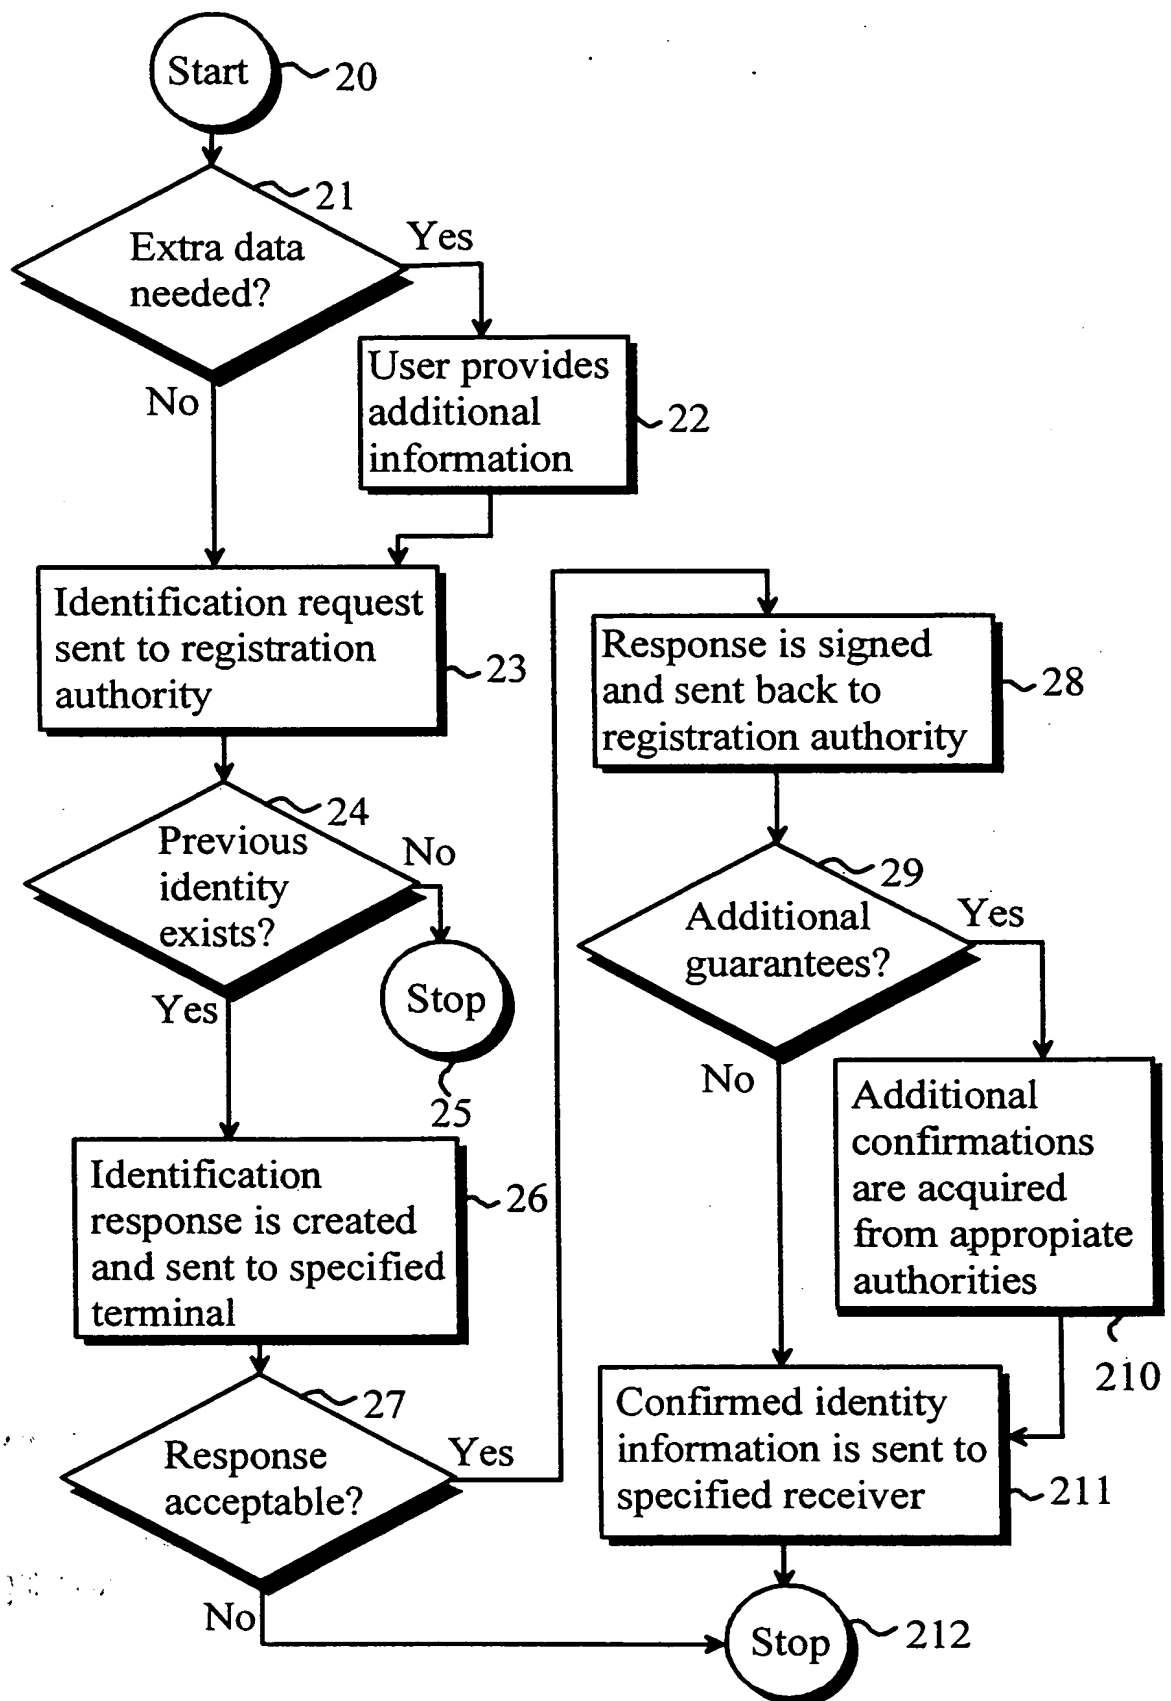 Start
20
21
Extra data
needed?
Yes
No
User provides
additional
information
22
Identification request
sent to registration
authority
23
24
Previous
identity
exists?
No
Yes
Stop
25
Identification
response is created
and sent to specified
terminal
26
27
Response
acceptable?
Yes
No
Response is signed
and sent back to
registration authority
28
29
Additional
guarantees?
Yes
No
Additional
confirmations
are acquired
from appropiate
authorities
210
Confirmed identity
information is sent to
specified receiver
211
Stop
212